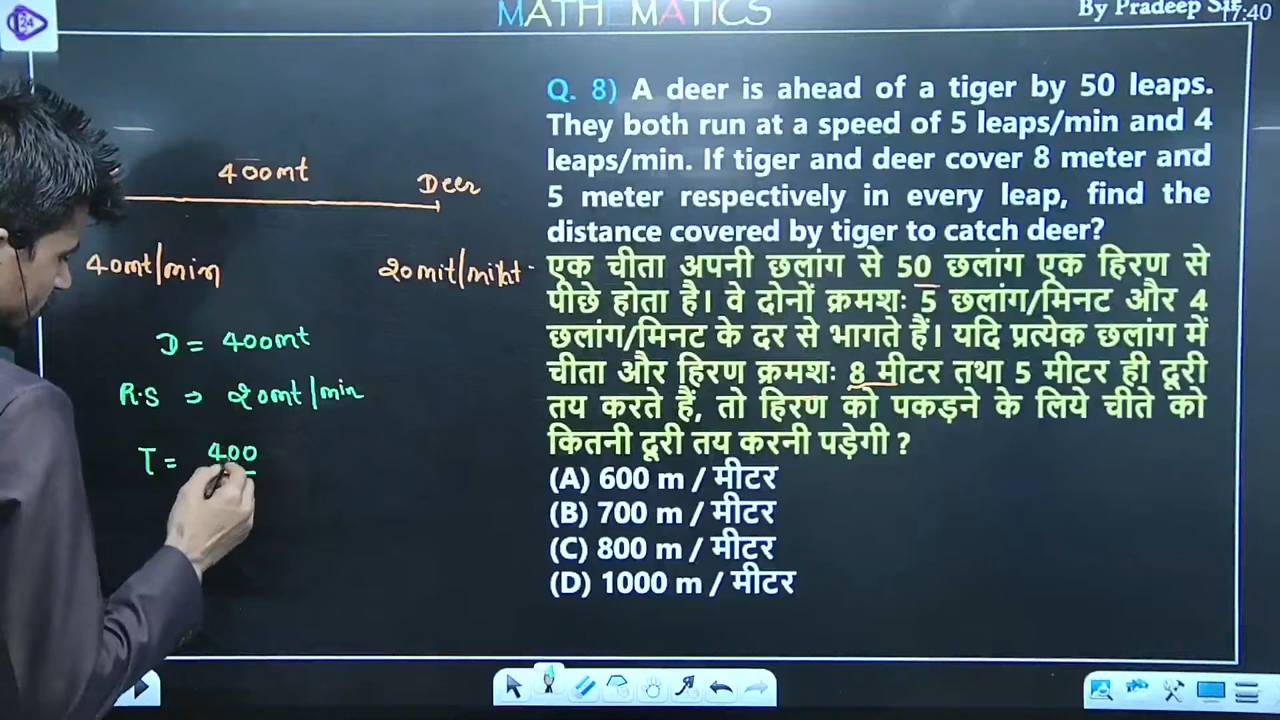 24
MATHEMATICS
By Pradeep Sir
17:40
Q. 8) A deer is ahead of a tiger by 50 leaps.
They both run at a speed of 5 leaps/min and 4
leaps/min. If tiger and deer cover 8 meter and
5 meter respectively in every leap, find the
distance covered by tiger to catch deer?
एक चीता अपनी छलांग से 50 छलांग एक हिरण से
पीछे होता है। वे दोनों क्रमशः 5 छलांग/मिनट और 4
छलांग/मिनट के दर से भागते हैं। यदि प्रत्येक छलांग में
चीता और हिरण क्रमशः 8 मीटर तथा 5 मीटर ही दूरी
तय करते हैं, तो हिरण को पकड़ने के लिये चीते को
कितनी दूरी तय करनी पड़ेगी ?
(A) 600 m / मीटर
(B) 700 m / मीटर
(C) 800 m / मीटर
(D) 1000 m / मीटर
400mt
Deer
40mt/min
D = 400mt
R.S ⇒ 20mt/min
T = 400